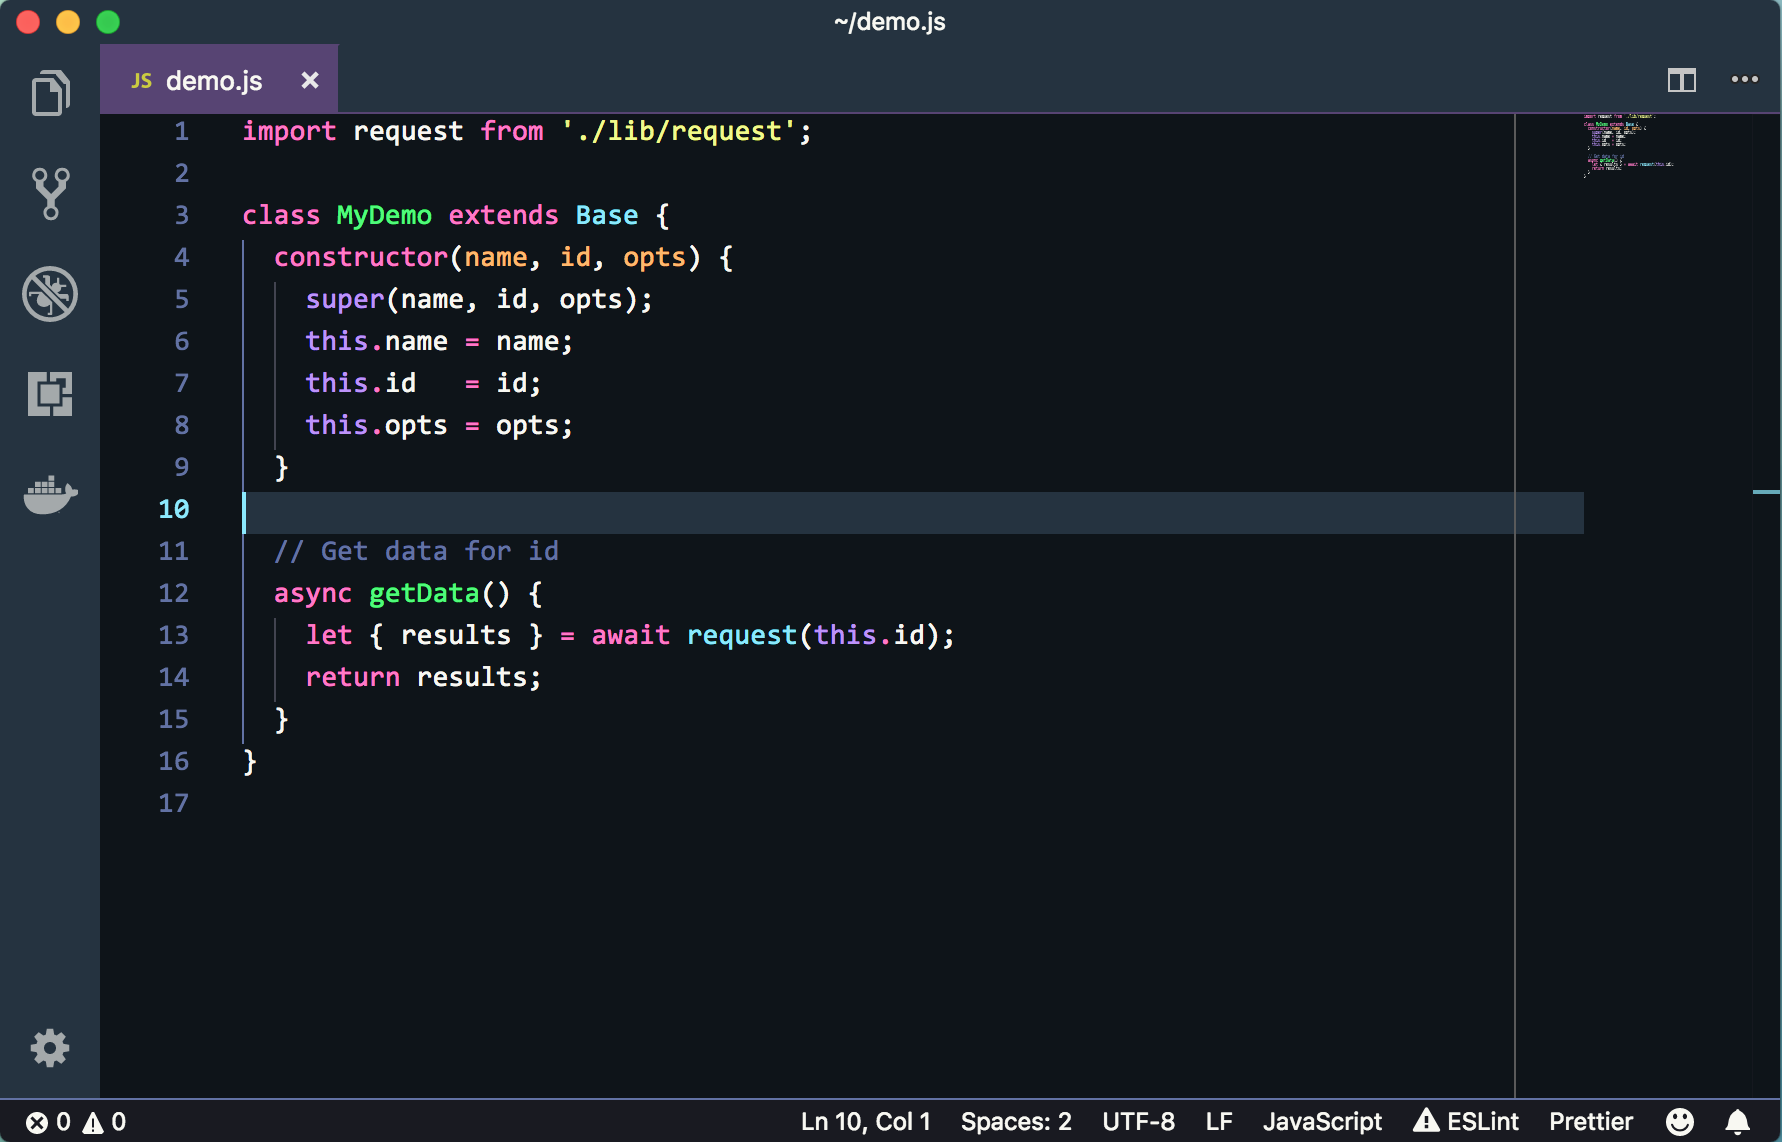 ~/demo.js
JS demo.js
1 import request from './lib/request';
2
3 class MyDemo extends Base {
4   constructor(name, id, opts) {
5     super(name, id, opts);
6     this.name = name;
7     this.id   = id;
8     this.opts = opts;
9   }
10
11   // Get data for id
12   async getData() {
13     let { results } = await request(this.id);
14     return results;
15   }
16 }
17
0 0 Ln 10, Col 1 Spaces: 2 UTF-8 LF JavaScript ESLint Prettier